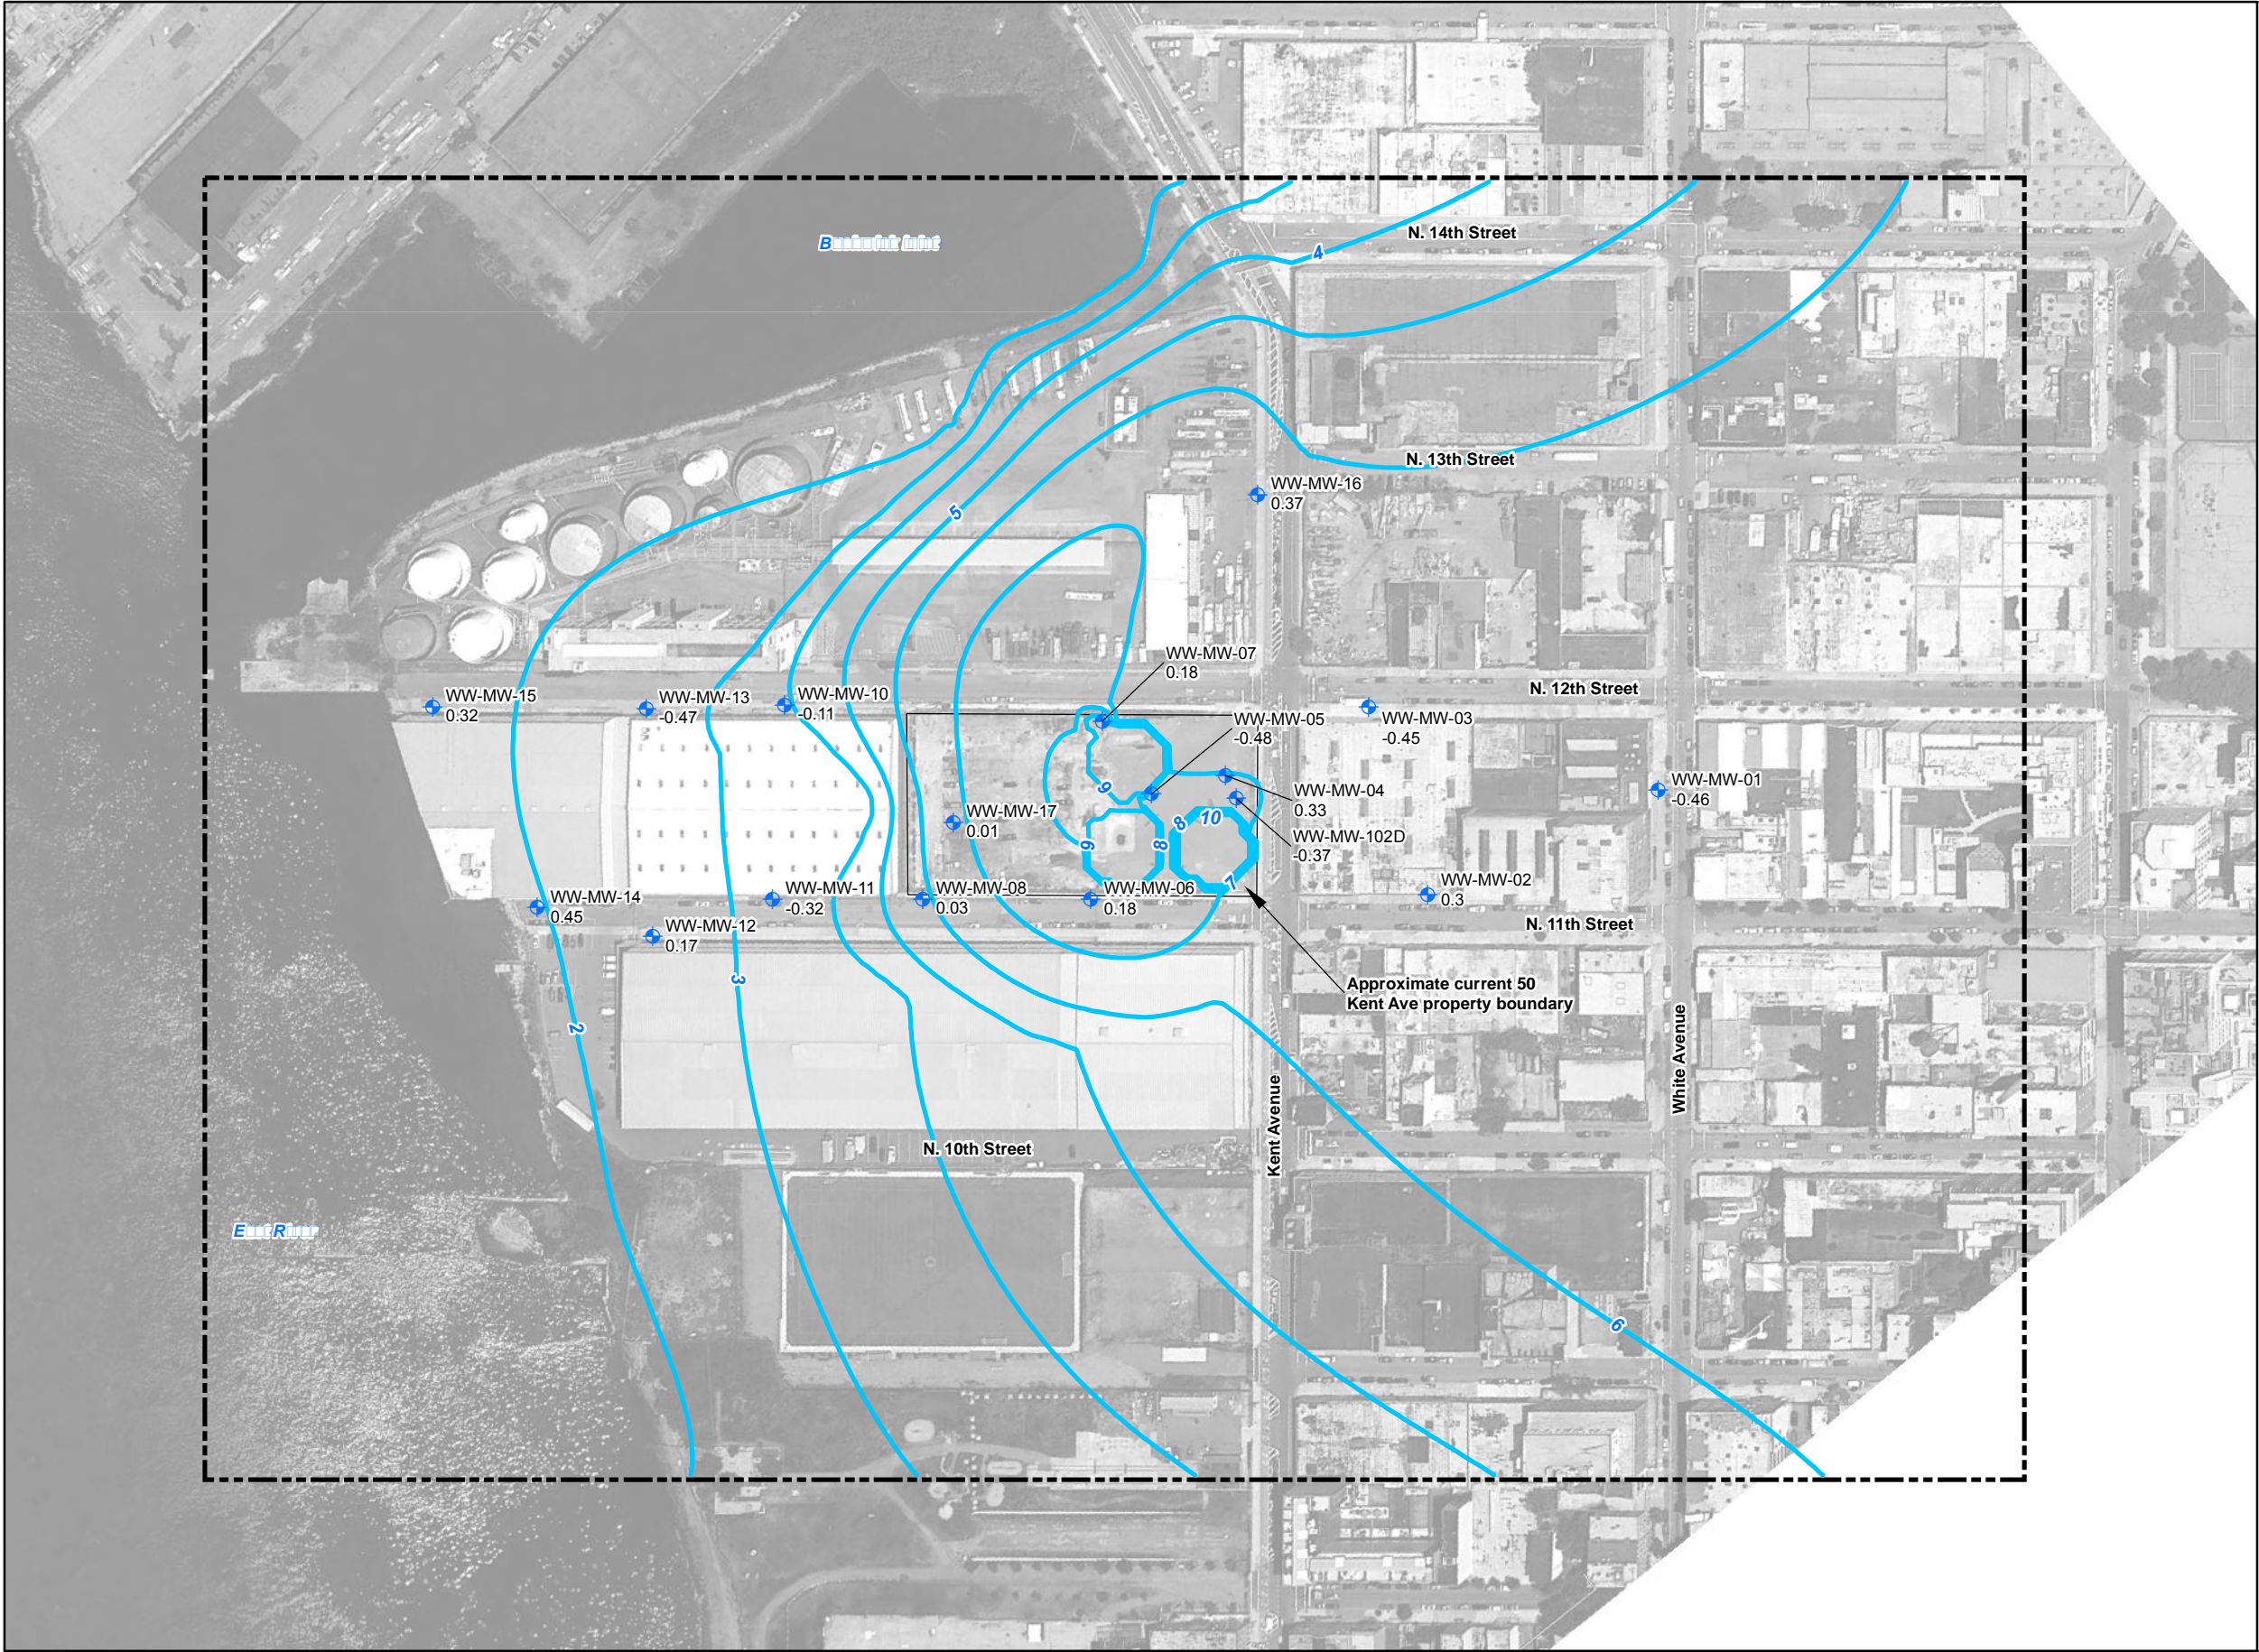 N. 14th Street
4
N. 13th Street
WW-MW-16
0.37
5
WW-MW-07
0.18
N. 12th Street
WW-MW-15
0.32
WW-MW-13
-0.47
WW-MW-10
-0.11
WW-MW-05
-0.48
WW-MW-03
-0.45
WW-MW-01
-0.46
WW-MW-04
0.33
9
WW-MW-17
0.01
8
10
WW-MW-102D
-0.37
8
7
WW-MW-14
0.45
WW-MW-11
-0.32
WW-MW-08
0.03
WW-MW-06
0.18
WW-MW-02
0.3
WW-MW-12
0.17
N. 11th Street
3
Approximate current 50
Kent Ave property boundary
2
Kent Avenue
White Avenue
N. 10th Street
6